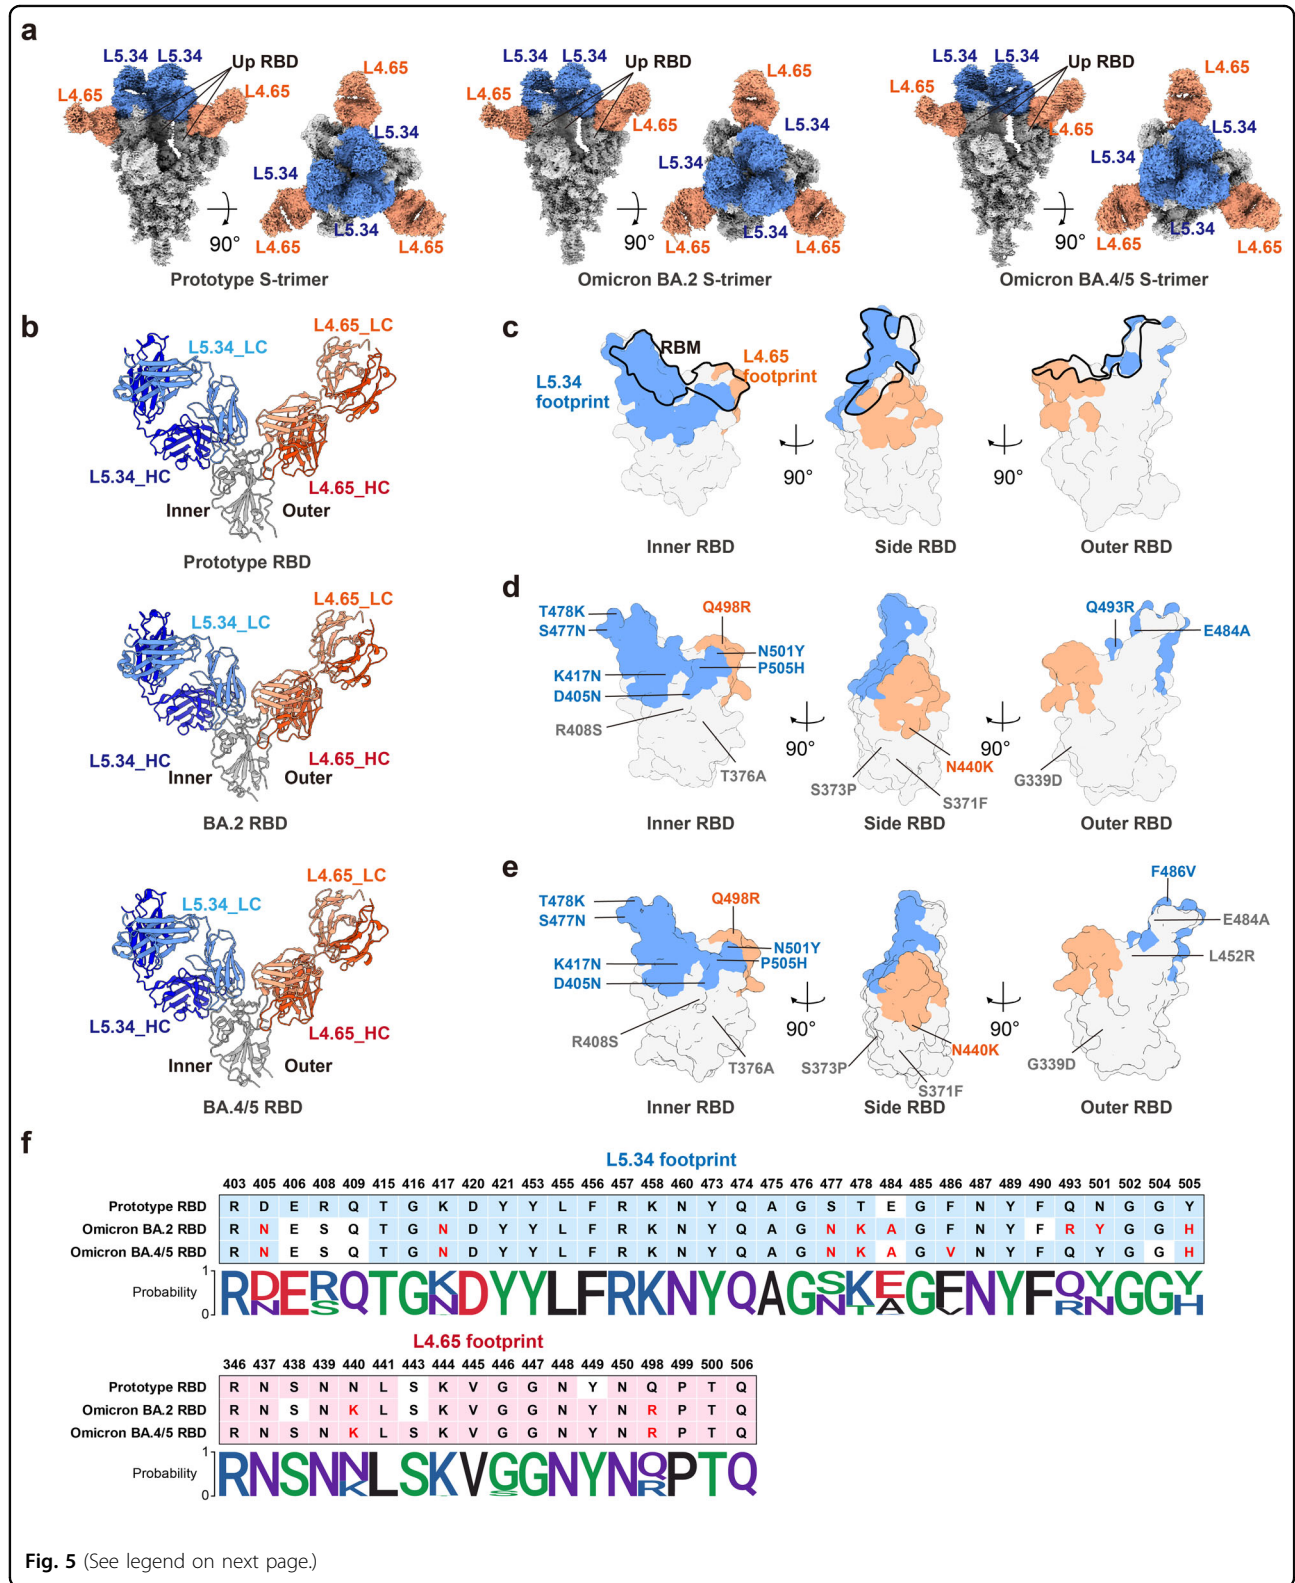 a
L5.34 L5.34 Up RBD L4.65
L4.65 L4.65
L5.34
L5.34
90°
L4.65 L5.34 L4.65
Prototype S-trimer
L5.34 L5.34 Up RBD L4.65
L4.65 L4.65
L5.34
L5.34
90°
L4.65 L5.34 L4.65
Omicron BA.2 S-trimer
L5.34 L5.34 Up RBD L4.65
L4.65 L4.65
L5.34
L5.34
90°
L4.65 L5.34 L4.65
Omicron BA.4/5 S-trimer
b
L4.65_LC
L5.34_LC
L5.34_HC
L4.65_HC
Inner Outer
Prototype RBD
L4.65_LC
L5.34_LC
L5.34_HC
L4.65_HC
Inner Outer
BA.2 RBD
L4.65_LC
L5.34_LC
L5.34_HC
L4.65_HC
Inner Outer
BA.4/5 RBD
c
RBM
L4.65
footprint
L5.34
footprint
90°
90°
Inner RBD
Side RBD
Outer RBD
d
T478K
S477N
Q498R
N501Y
P505H
K417N
D405N
R408S
T376A
90°
S373P
N440K
S371F
90°
Q493R
E484A
G339D
Inner RBD
Side RBD
Outer RBD
e
T478K
S477N
Q498R
N501Y
P505H
K417N
D405N
R408S
T376A
90°
S373P
N440K
S371F
90°
F486V
E484A
L452R
G339D
Inner RBD
Side RBD
Outer RBD
f
L5.34 footprint
403 405 406 408 409 415 416 417 420 421 453 455 456 457 458 460 473 474 475 476 477 478 484 485 486 487 489 490 493 501 502 504 505
Prototype RBD R D E R Q T G K D Y Y L F R K N Y Q A G S T E G F N Y F Q N G G Y
Omicron BA.2 RBD R N E S Q T G N D Y Y L F R K N Y Q A G N K A G F N Y F R Y G G H
Omicron BA.4/5 RBD R N E S Q T G N D Y Y L F R K N Y Q A G N K A G V N Y F Q Y G G H
1
Probability
0
L4.65 footprint
346 437 438 439 440 441 443 444 445 446 447 448 449 450 498 499 500 506
Prototype RBD R N S N N L S K V G G N Y N Q P T Q
Omicron BA.2 RBD R N S N K L S K V G G N Y N R P T Q
Omicron BA.4/5 RBD R N S N K L S K V G G N Y N R P T Q
1
Probability
0
Fig. 5 (See legend on next page.)